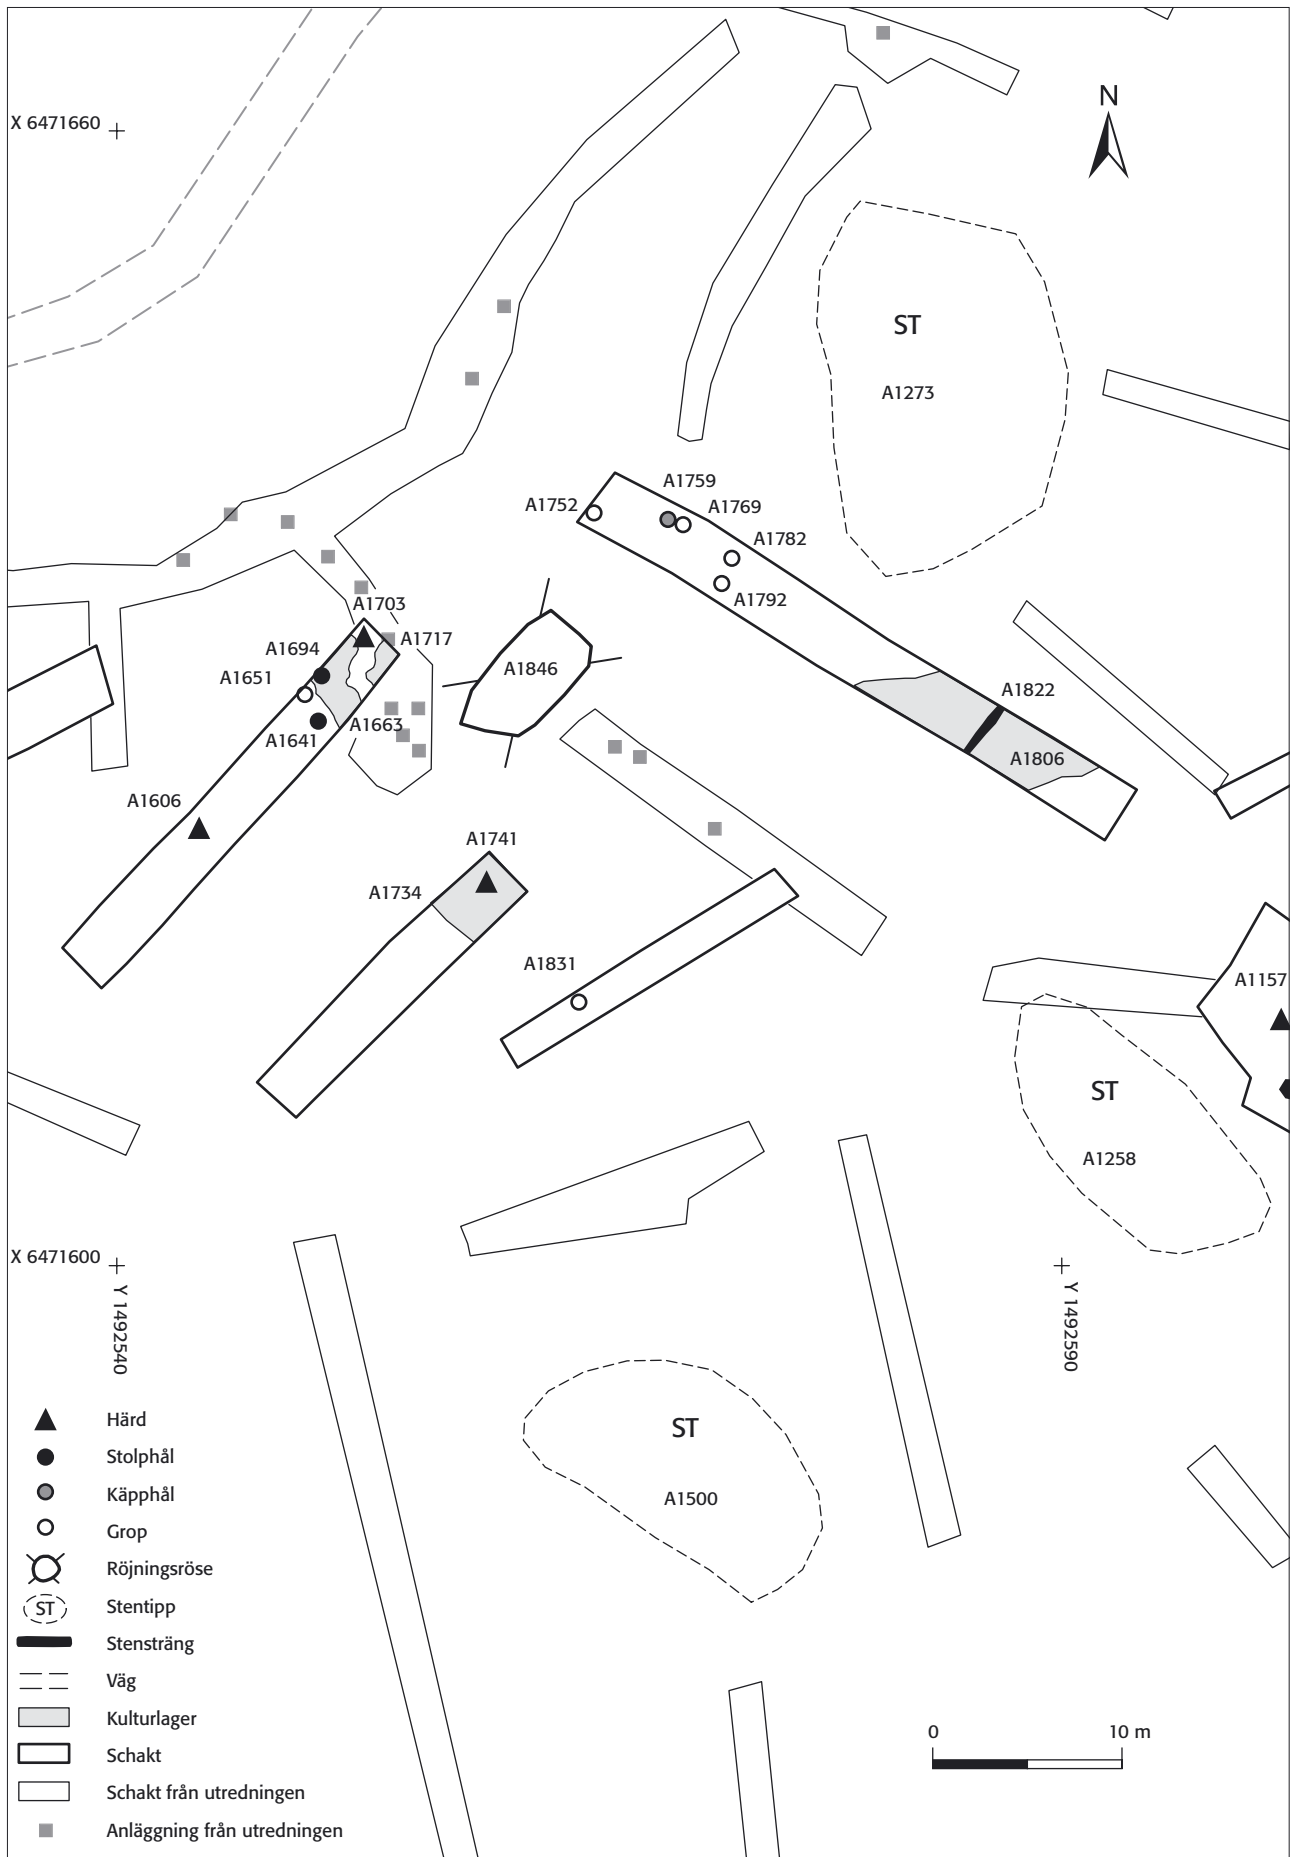 N
X 6471660
ST
A1273
A1759
A1752
A1769
A1782
A1792
A1703
A1717
A1694
A1651
A1846
A1822
A1663
A1641
A1806
A1606
A1741
A1734
A1831
A1157
ST
A1258
X 6471600
Y 1492540
Y 1492590
ST
A1500
Härd
Stolphål
Käpphål
Grop
Röjningsröse
ST Stentipp
Stensträng
Väg
Kulturlager
Schakt
Schakt från utredningen
Anläggning från utredningen
0 10 m